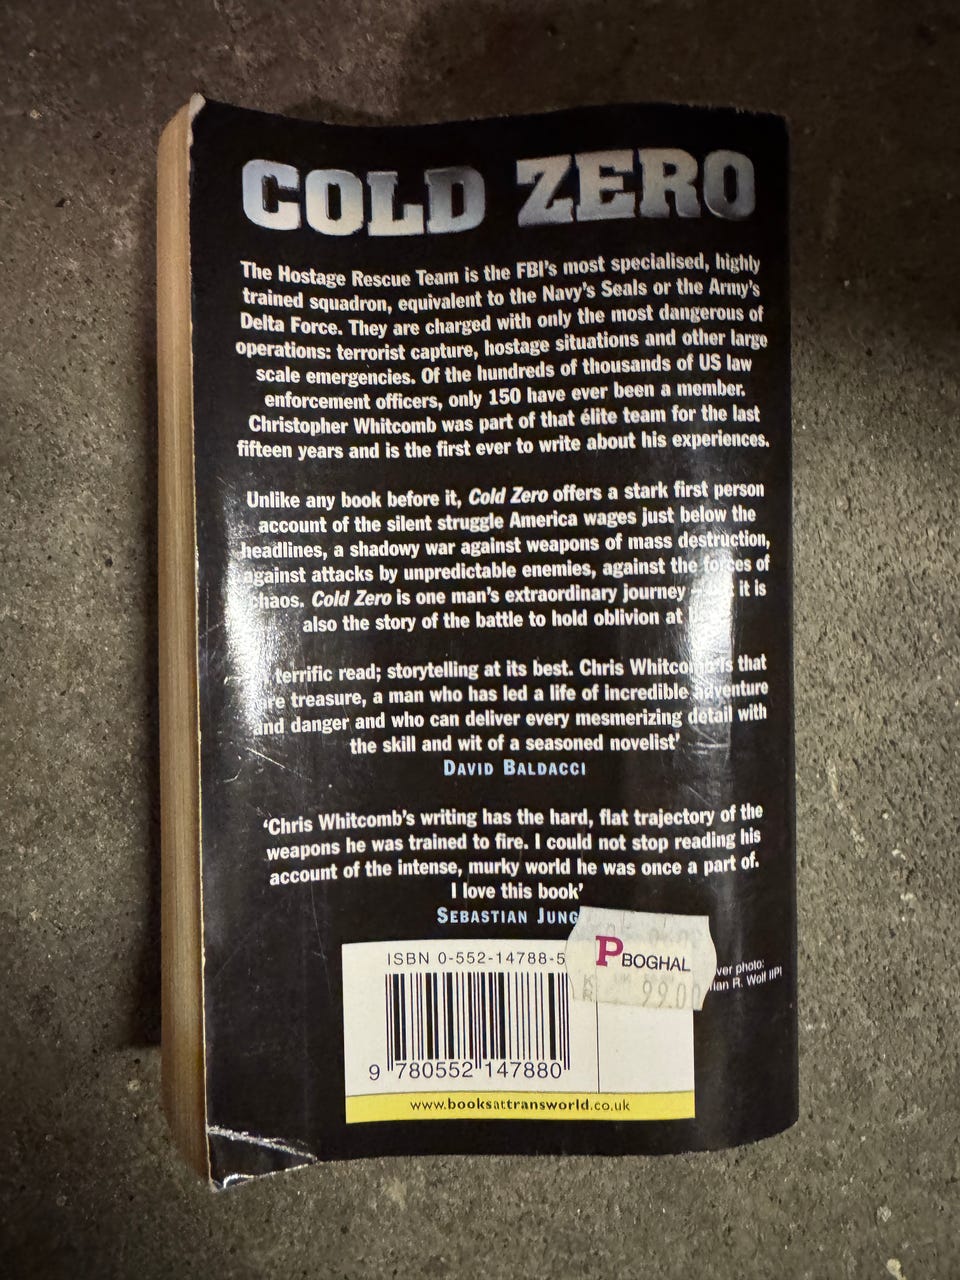 COLD ZERO
The Hostage Rescue Team is the FBI's most specialised, highly
trained squadron, equivalent to the Navy's Seals or the Army's
Delta Force. They are charged with only the most dangerous of
operations: terrorist capture, hostage situations and other large
scale emergencies. Of the hundreds of thousands of US law
enforcement officers, only 150 have ever been a member.
Christopher Whitcomb was part of that élite team for the last
fifteen years and is the first ever to write about his experiences.
Unlike any book before it, Cold Zero offers a stark first person
account of the silent struggle America wages just below the
headlines, a shadowy war against weapons of mass destruction,
against attacks by unpredictable enemies, against the forces of
chaos. Cold Zero is one man's extraordinary journey – it is
also the story of the battle to hold oblivion at
terrific read; storytelling at its best. Chris Whitcomb is that
treasure, a man who has led a life of incredible adventure
and danger and who can deliver every mesmerizing detail with
the skill and wit of a seasoned novelist'
DAVID BALDACCI
'Chris Whitcomb's writing has the hard, flat trajectory of the
weapons he was trained to fire. I could not stop reading his
account of the intense, murky world he was once a part of.
I love this book'
SEBASTIAN JUNG
ISBN 0-552-14788-5
P BOGHAL
KR 99.00
ver photo:
ian R. Wolf IIPI
9 780552 147880
www.booksattransworld.co.uk